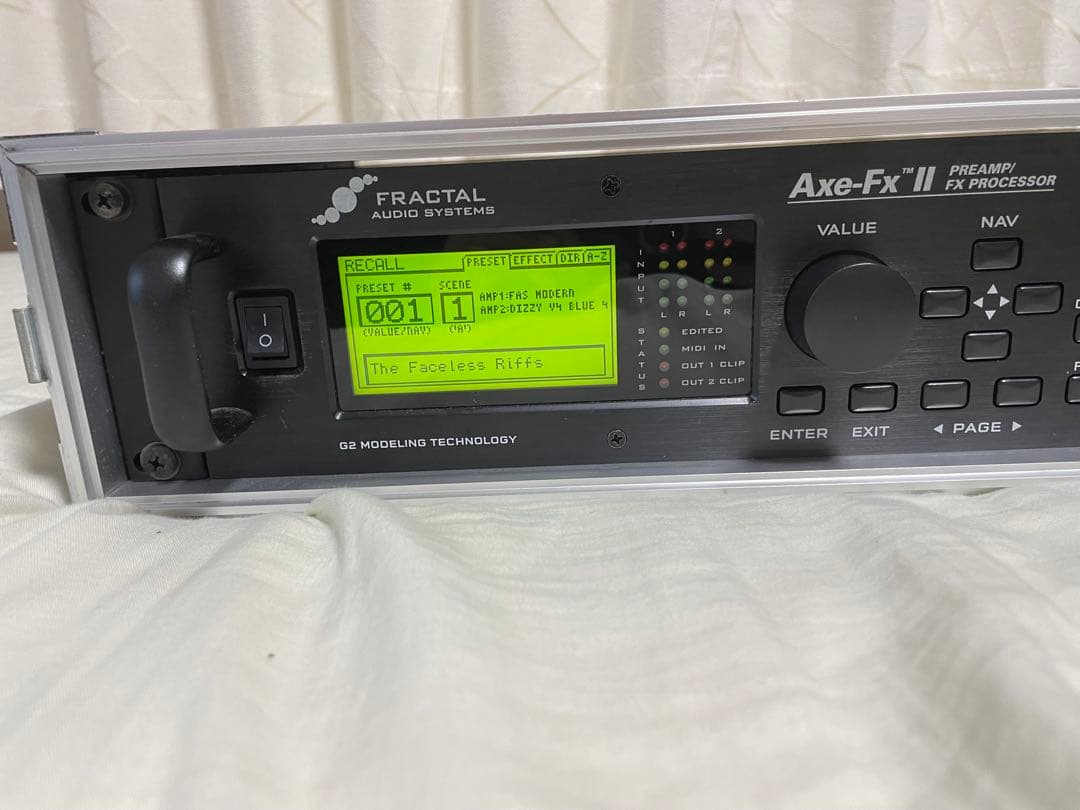 FRACTAL
AUDIO SYSTEMS
Axe-Fx™ II
PREAMP/
FX PROCESSOR
RECALL
PRESET EFFECT DIR A-Z
PRESET # SCENE
001 1
(VALUE/NAV)
AMP1:FAS MODERN
AMP2:DIZZY V4 BLUE 4
The Faceless Riffs
1 2
INPUT
L R L R
STATUS
EDITED
MIDI IN
OUT 1 CLIP
OUT 2 CLIP
VALUE
NAV
ENTER
EXIT
◀ PAGE ▶
G2 MODELING TECHNOLOGY
I
O